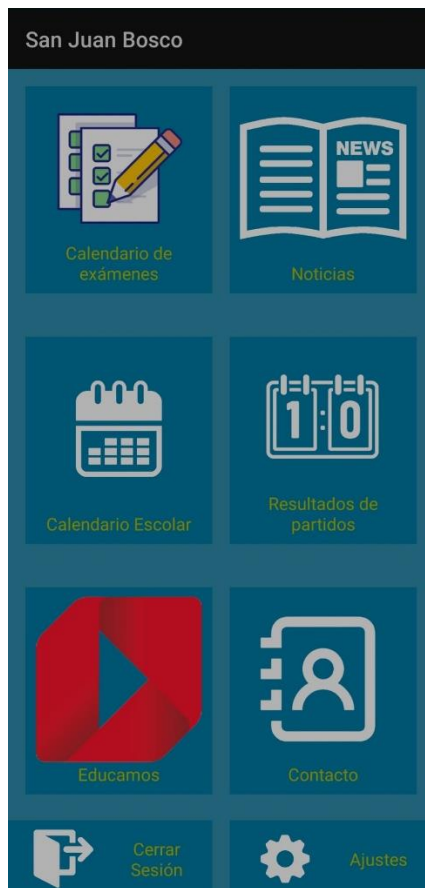 San Juan Bosco
NEWS
Calendario de
exámenes
Noticias
1:0
Calendario Escolar
Resultados de
partidos
Educamos
Contacto
Cerrar
Sesión
Ajustes